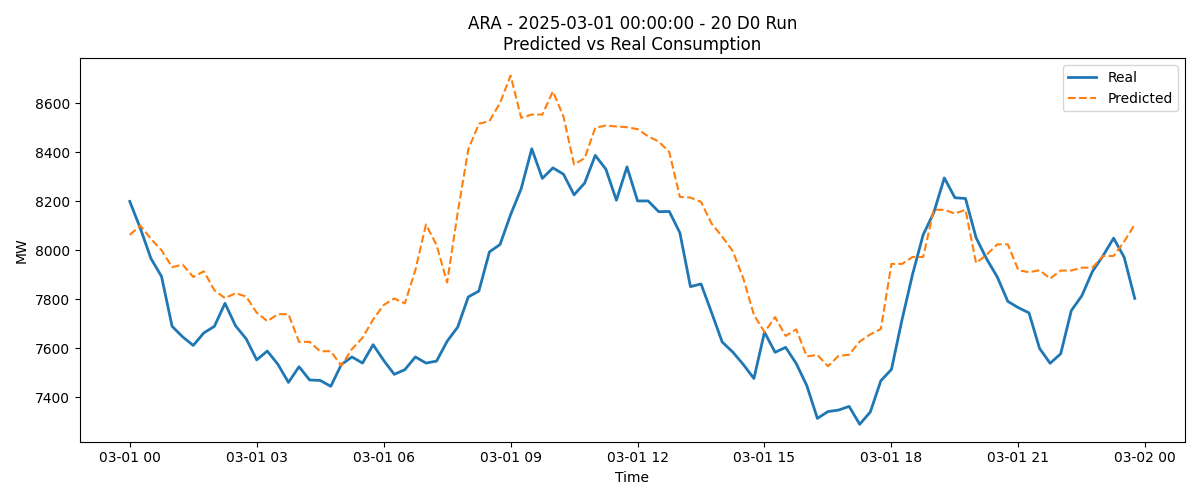 ARA - 2025-03-01 00:00:00 - 20 D0 Run
Predicted vs Real Consumption
Real
Predicted
MW
8600
8400
8200
8000
7800
7600
7400
03-01 00
03-01 03
03-01 06
03-01 09
03-01 12
03-01 15
03-01 18
03-01 21
03-02 00
Time